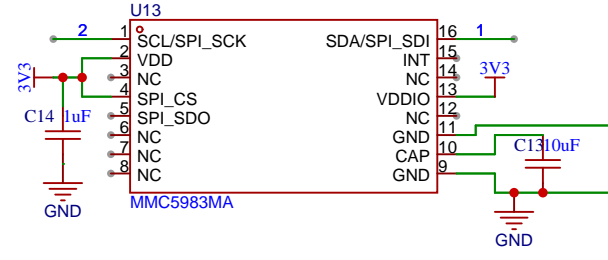 U13
2 1 SCL/SPI_SCK SDA/SPI_SDI 16 1
2 VDD INT 15
3V3 3 NC NC 14 3V3
4 SPI_CS VDDIO 13
C14 1uF 5 SPI_SDO NC 12
6 NC GND 11
7 NC CAP 10 C13 10uF
8 NC GND 9
MMC5983MA
GND
GND